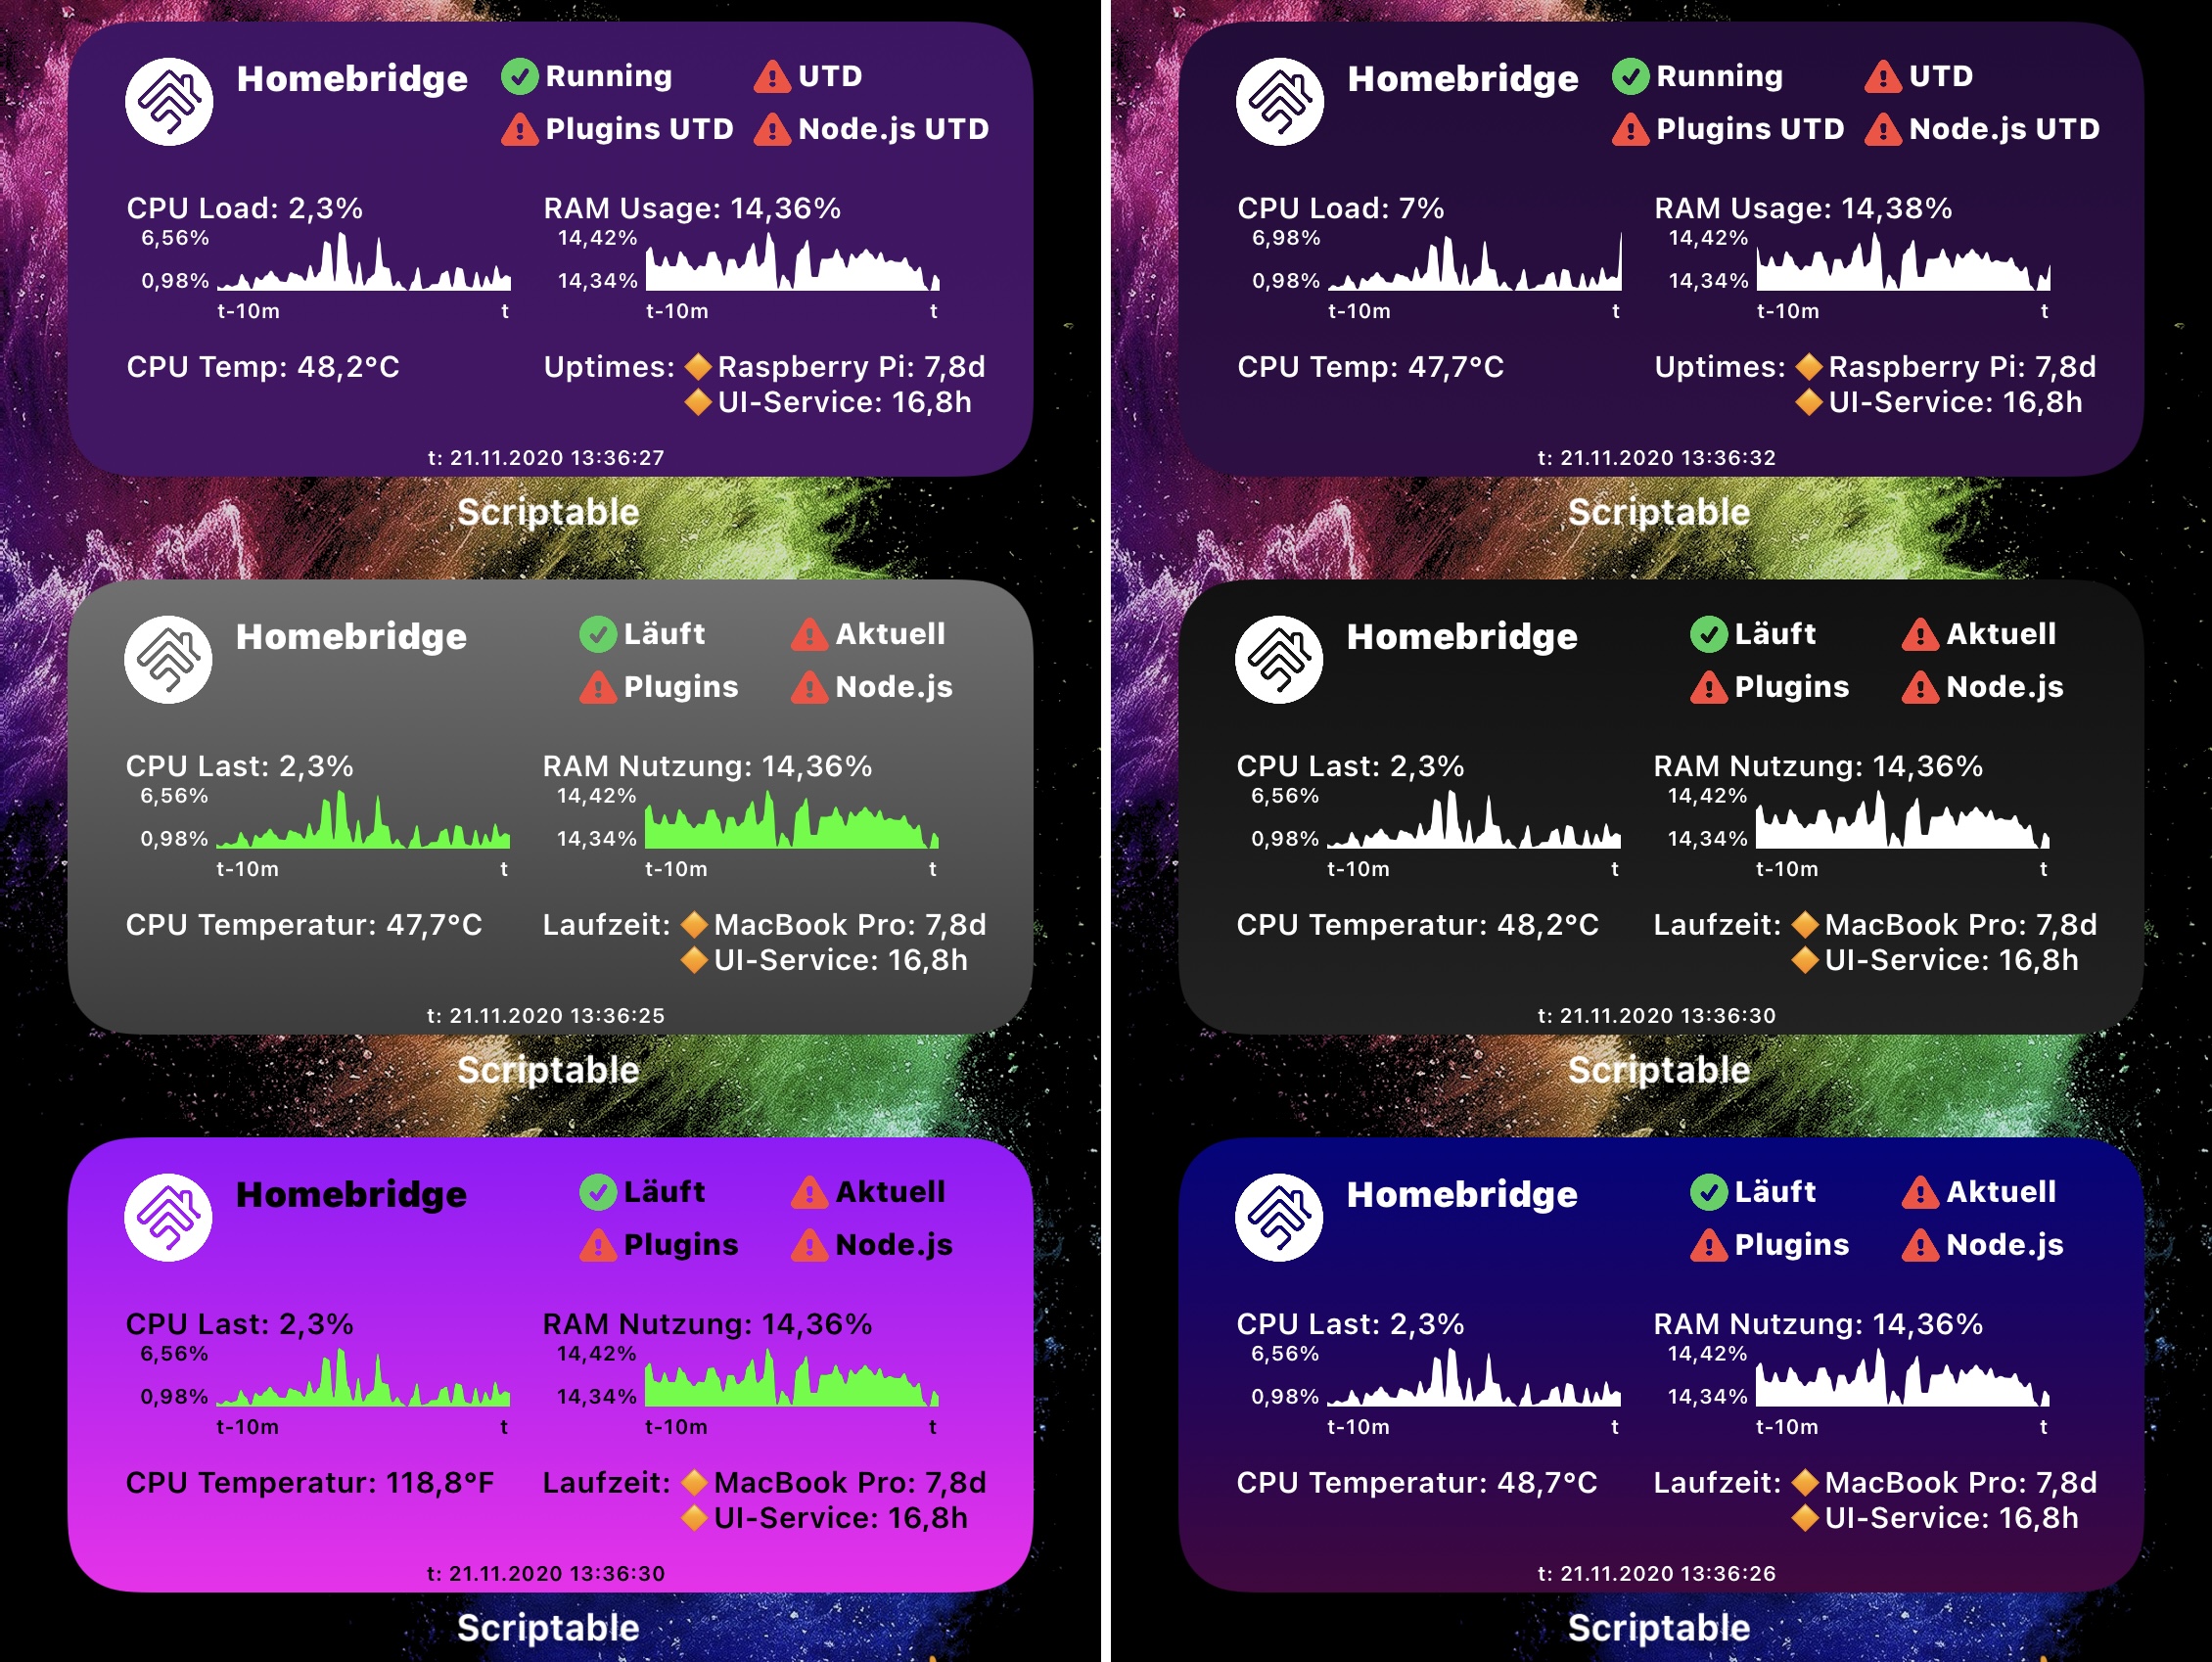 Homebridge
Running
UTD
Plugins UTD
Node.js UTD
CPU Load: 2,3%
6,56%
0,98%
t-10m
t
RAM Usage: 14,36%
14,42%
14,34%
t-10m
t
CPU Temp: 48,2°C
Uptimes: 🔸Raspberry Pi: 7,8d
🔸UI-Service: 16,8h
t: 21.11.2020 13:36:27
Scriptable
Homebridge
Läuft
Aktuell
Plugins
Node.js
CPU Last: 2,3%
6,56%
0,98%
t-10m
t
RAM Nutzung: 14,36%
14,42%
14,34%
t-10m
t
CPU Temperatur: 47,7°C
Laufzeit: 🔸MacBook Pro: 7,8d
🔸UI-Service: 16,8h
t: 21.11.2020 13:36:25
Scriptable
Homebridge
Läuft
Aktuell
Plugins
Node.js
CPU Last: 2,3%
6,56%
0,98%
t-10m
t
RAM Nutzung: 14,36%
14,42%
14,34%
t-10m
t
CPU Temperatur: 118,8°F
Laufzeit: 🔸MacBook Pro: 7,8d
🔸UI-Service: 16,8h
t: 21.11.2020 13:36:30
Scriptable
Homebridge
Running
UTD
Plugins UTD
Node.js UTD
CPU Load: 7%
6,98%
0,98%
t-10m
t
RAM Usage: 14,38%
14,42%
14,34%
t-10m
t
CPU Temp: 47,7°C
Uptimes: 🔸Raspberry Pi: 7,8d
🔸UI-Service: 16,8h
t: 21.11.2020 13:36:32
Scriptable
Homebridge
Läuft
Aktuell
Plugins
Node.js
CPU Last: 2,3%
6,56%
0,98%
t-10m
t
RAM Nutzung: 14,36%
14,42%
14,34%
t-10m
t
CPU Temperatur: 48,2°C
Laufzeit: 🔸MacBook Pro: 7,8d
🔸UI-Service: 16,8h
t: 21.11.2020 13:36:30
Scriptable
Homebridge
Läuft
Aktuell
Plugins
Node.js
CPU Last: 2,3%
6,56%
0,98%
t-10m
t
RAM Nutzung: 14,36%
14,42%
14,34%
t-10m
t
CPU Temperatur: 48,7°C
Laufzeit: 🔸MacBook Pro: 7,8d
🔸UI-Service: 16,8h
t: 21.11.2020 13:36:26
Scriptable